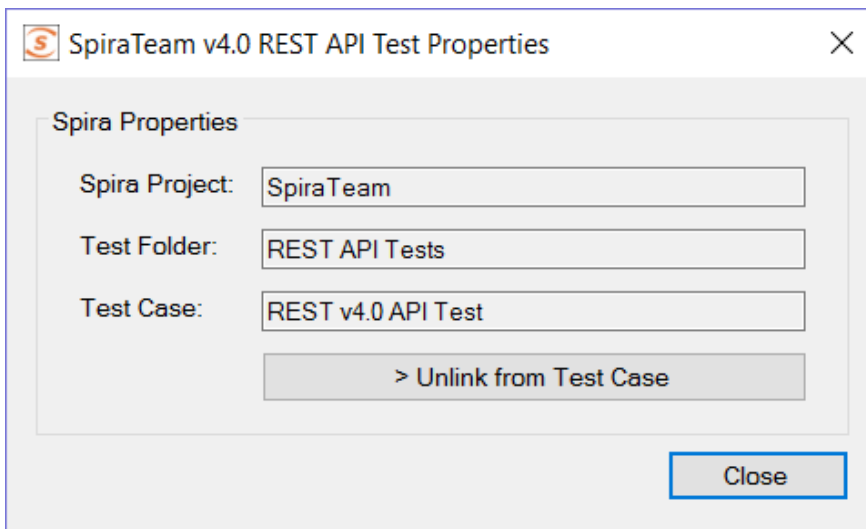 SpiraTeam v4.0 REST API Test Properties
Spira Properties
Spira Project: SpiraTeam
Test Folder: REST API Tests
Test Case: REST v4.0 API Test
> Unlink from Test Case
Close